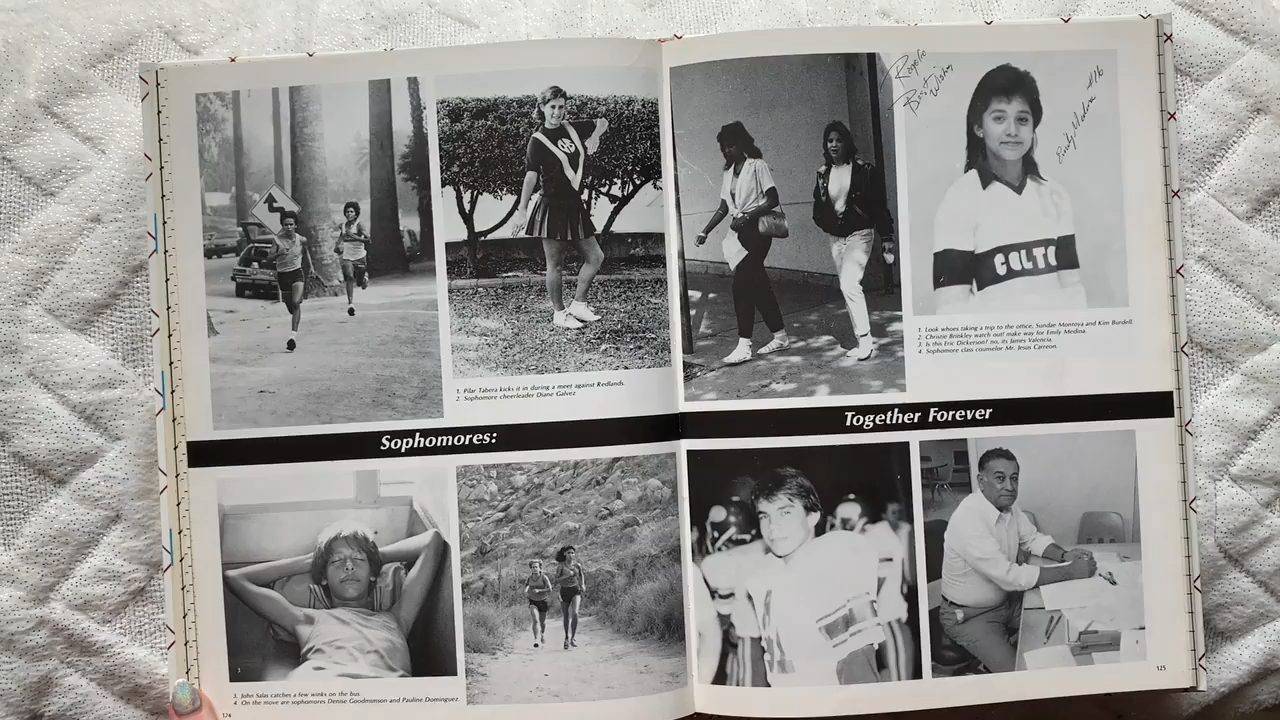 1. Pilar Tabera kicks it in during a meet against Redlands.
2. Sophomore cheerleader Diane Galvez
Sophomores:
3
3. John Salas catches a few winks on the bus.
4. On the move are sophomores Denise Goodmomson and Pauline Dominguez.
174
Rogelio
Best
Wishes
Emily Medina #16
COLTO
1. Look whoes taking a trip to the office, Sundae Montoya and Kim Burdell.
2. Christie Brinkley watch out! make way for Emily Medina.
3. Is this Eric Dickerson? no, its James Valencia.
4. Sophomore class counselor Mr. Jesus Carreon.
Together Forever
125